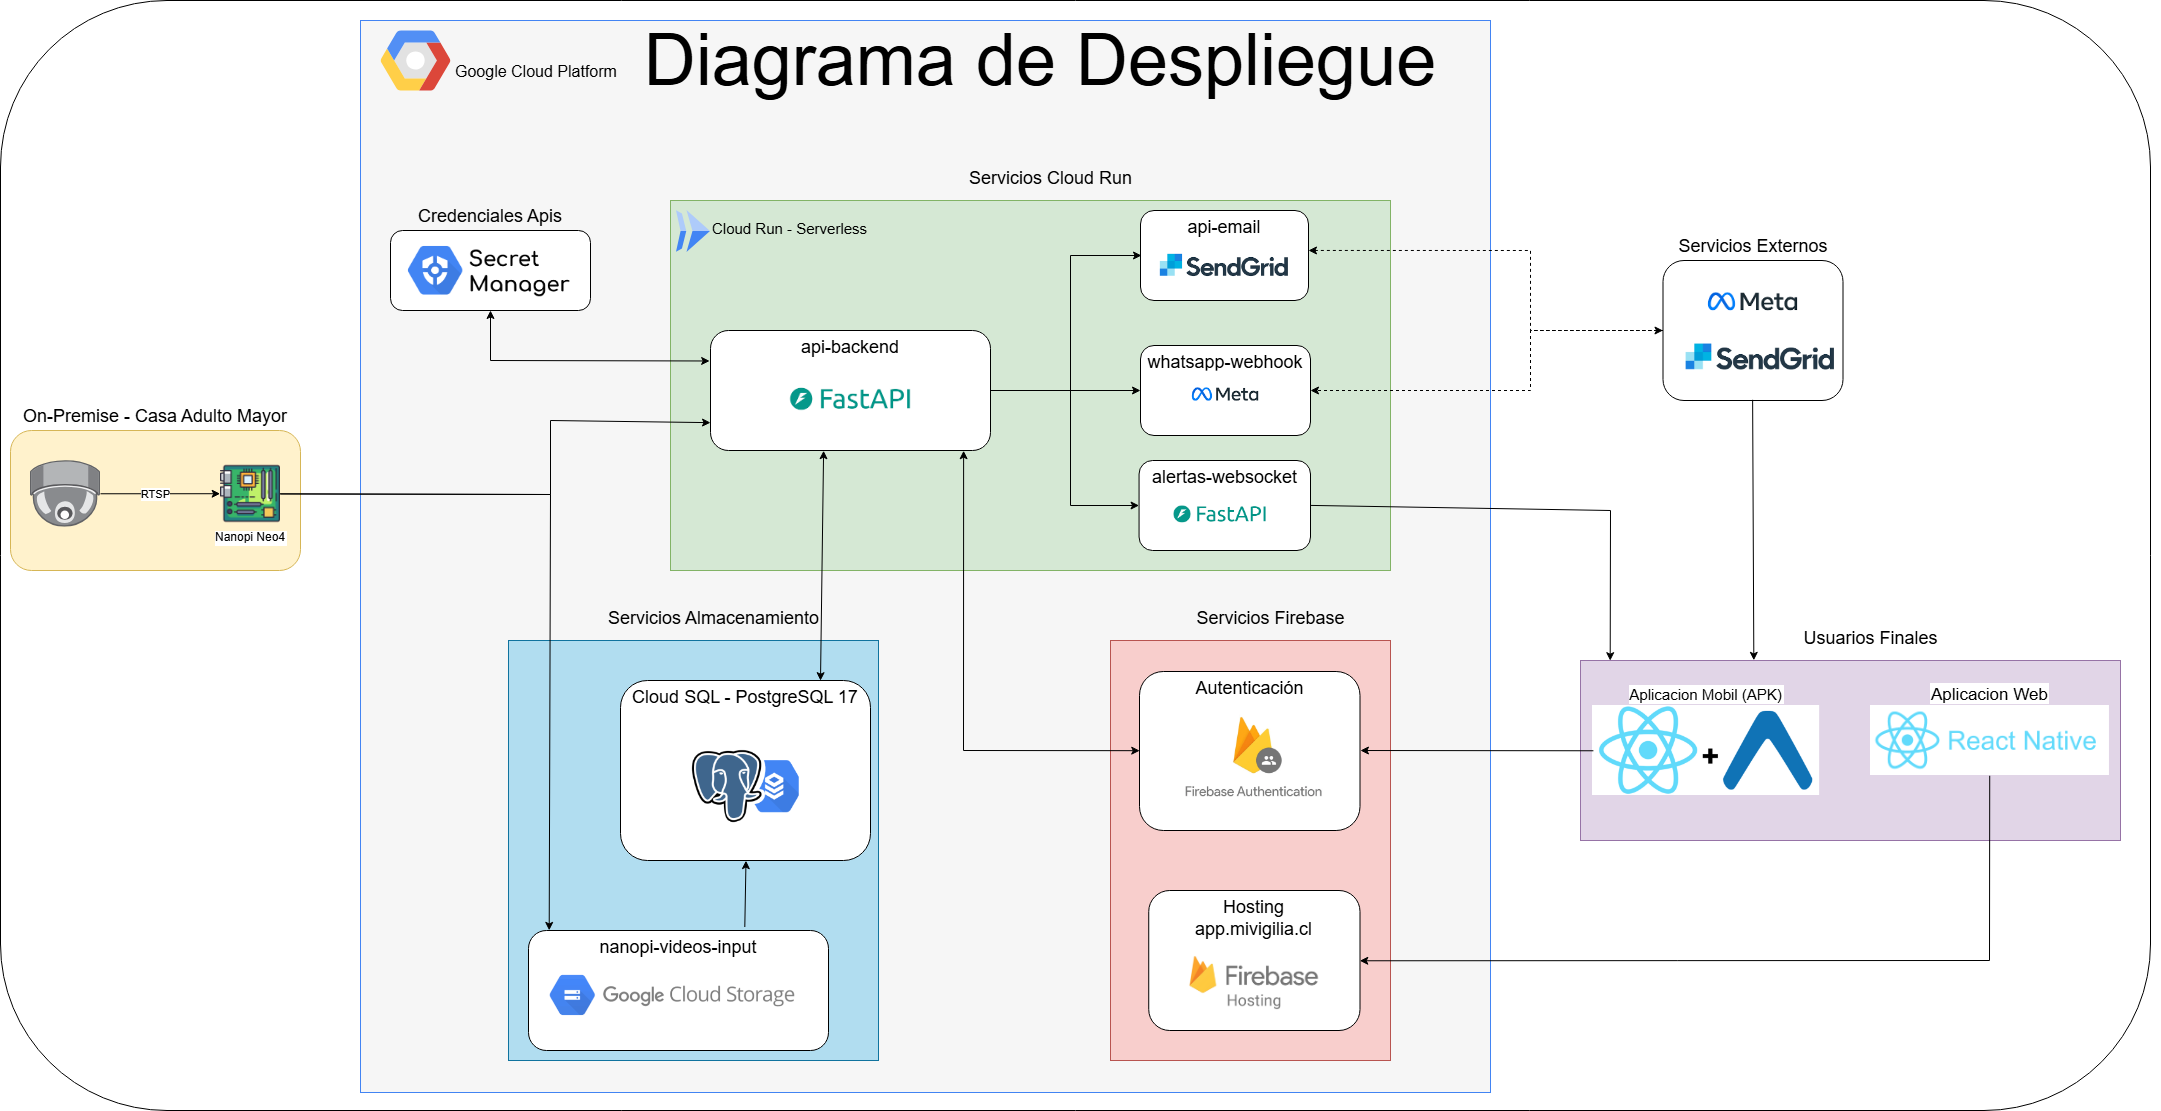 Diagrama de Despliegue
Google Cloud Platform
Servicios Cloud Run
Credenciales Apis
Secret
Manager
Cloud Run - Serverless
api-email
SendGrid
api-backend
FastAPI
whatsapp-webhook
Meta
alertas-websocket
FastAPI
Servicios Externos
Meta
SendGrid
On-Premise - Casa Adulto Mayor
RTSP
Nanopi Neo4
Servicios Almacenamiento
Cloud SQL - PostgreSQL 17
nanopi-videos-input
Google Cloud Storage
Servicios Firebase
Autenticación
Firebase Authentication
Hosting
app.mivigilia.cl
Firebase
Hosting
Usuarios Finales
Aplicacion Mobil (APK)
+
Aplicacion Web
React Native